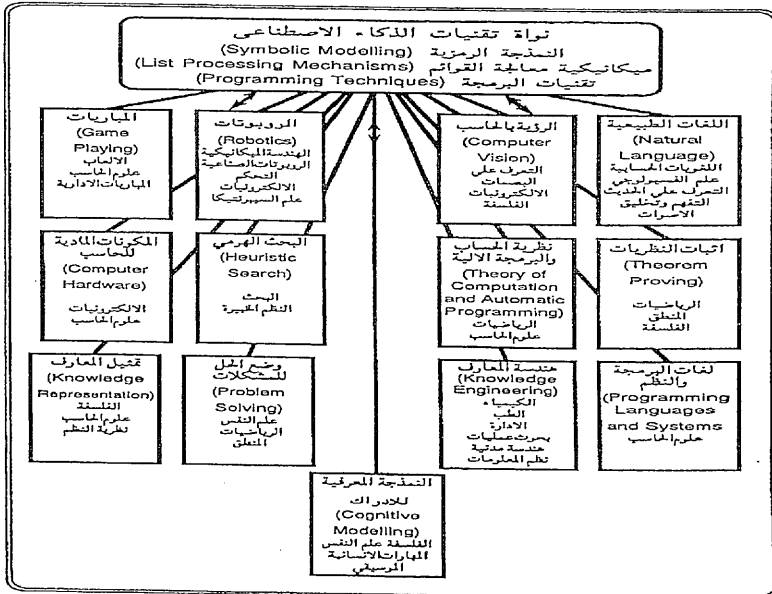 نواة تقنيات الذكاء الاصطناعى
النمذجة الرمزية (Symbolic Modelling)
ميكانيكية معالجة القوائم (List Processing Mechanisms)
تقنيات البرمجة (Programming Techniques)
اللغات الطبيعية
(Natural Language)
اللغويات الحسابية
علم الفسيولوجي
التعرف على الحديث
التفهم وتخليق
الاصوات
الرؤية بالحاسب
(Computer Vision)
التعرف على
البصمات
الالكترونيات
الفلسفة
الروبوتات
(Robotics)
الهندسة الميكانيكية
الروبوتات الصناعية
التحكم
الالكترونيات
علم السيبرنتيكا
المباريات
(Game Playing)
الالعاب
علوم الحاسب
المباريات الادارية
اثبات النظريات
(Theorem Proving)
الرياضيات
المنطق
الفلسفة
نظرية الحساب
والبرمجة الالية
(Theory of Computation and Automatic Programming)
الرياضيات
علوم الحاسب
البحث الهرمي
(Heuristic Search)
البحث
النظم الخبيرة
المكونات المادية
للحاسب
(Computer Hardware)
الالكترونيات
علوم الحاسب
لغات البرمجة
والنظم
(Programming Languages and Systems)
علوم الحاسب
هندسة المعارف
(Knowledge Engineering)
الكيمياء
الطب
الادارة
بحوث عمليات
هندسة مدنية
نظم المعلومات
وضع الحل
للمشكلات
(Problem Solving)
علم النفس
الرياضيات
المنطق
تمثيل المعارف
(Knowledge Representation)
الفلسفة
علوم الحاسب
نظرية النظم
النمذجة المعرفية
للادراك
(Cognitive Modelling)
الفلسفة علم النفس
المهارات الانسانية
الموسيقي